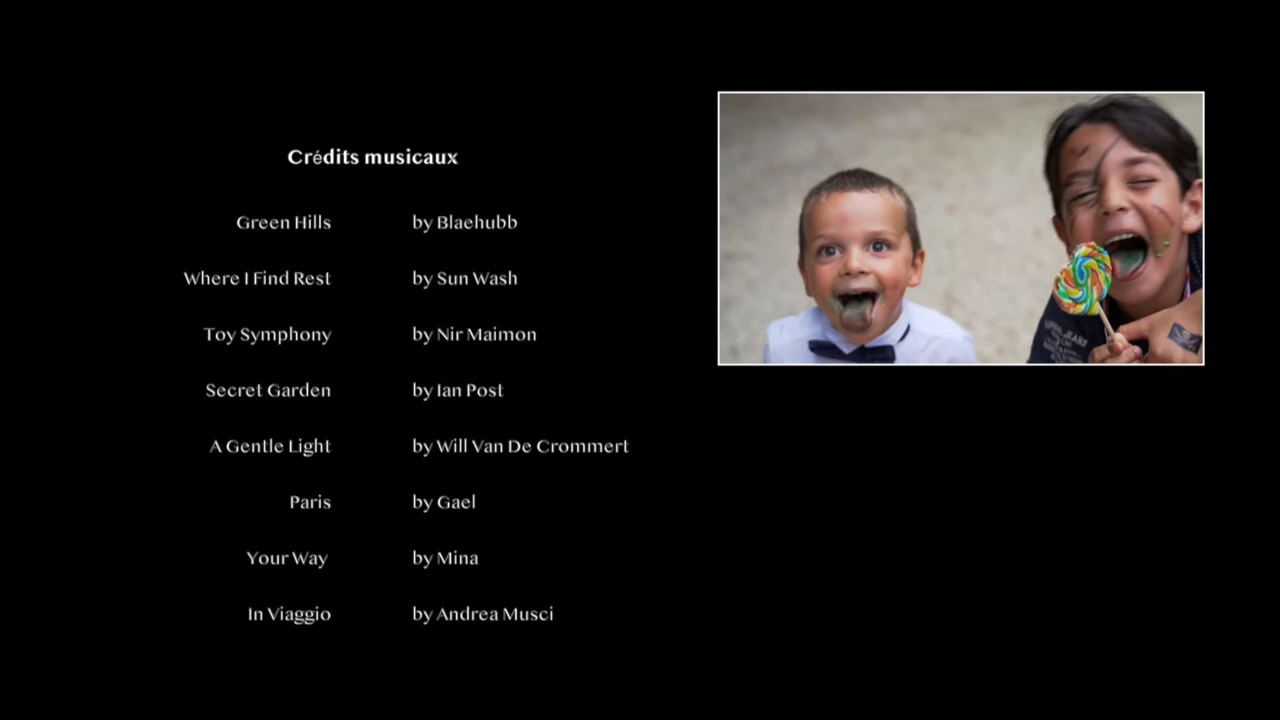 Crédits musicaux
Green Hills by Blaehubb
Where I Find Rest by Sun Wash
Toy Symphony by Nir Maimon
Secret Garden by Ian Post
A Gentle Light by Will Van De Crommert
Paris by Gael
Your Way by Mina
In Viaggio by Andrea Musci